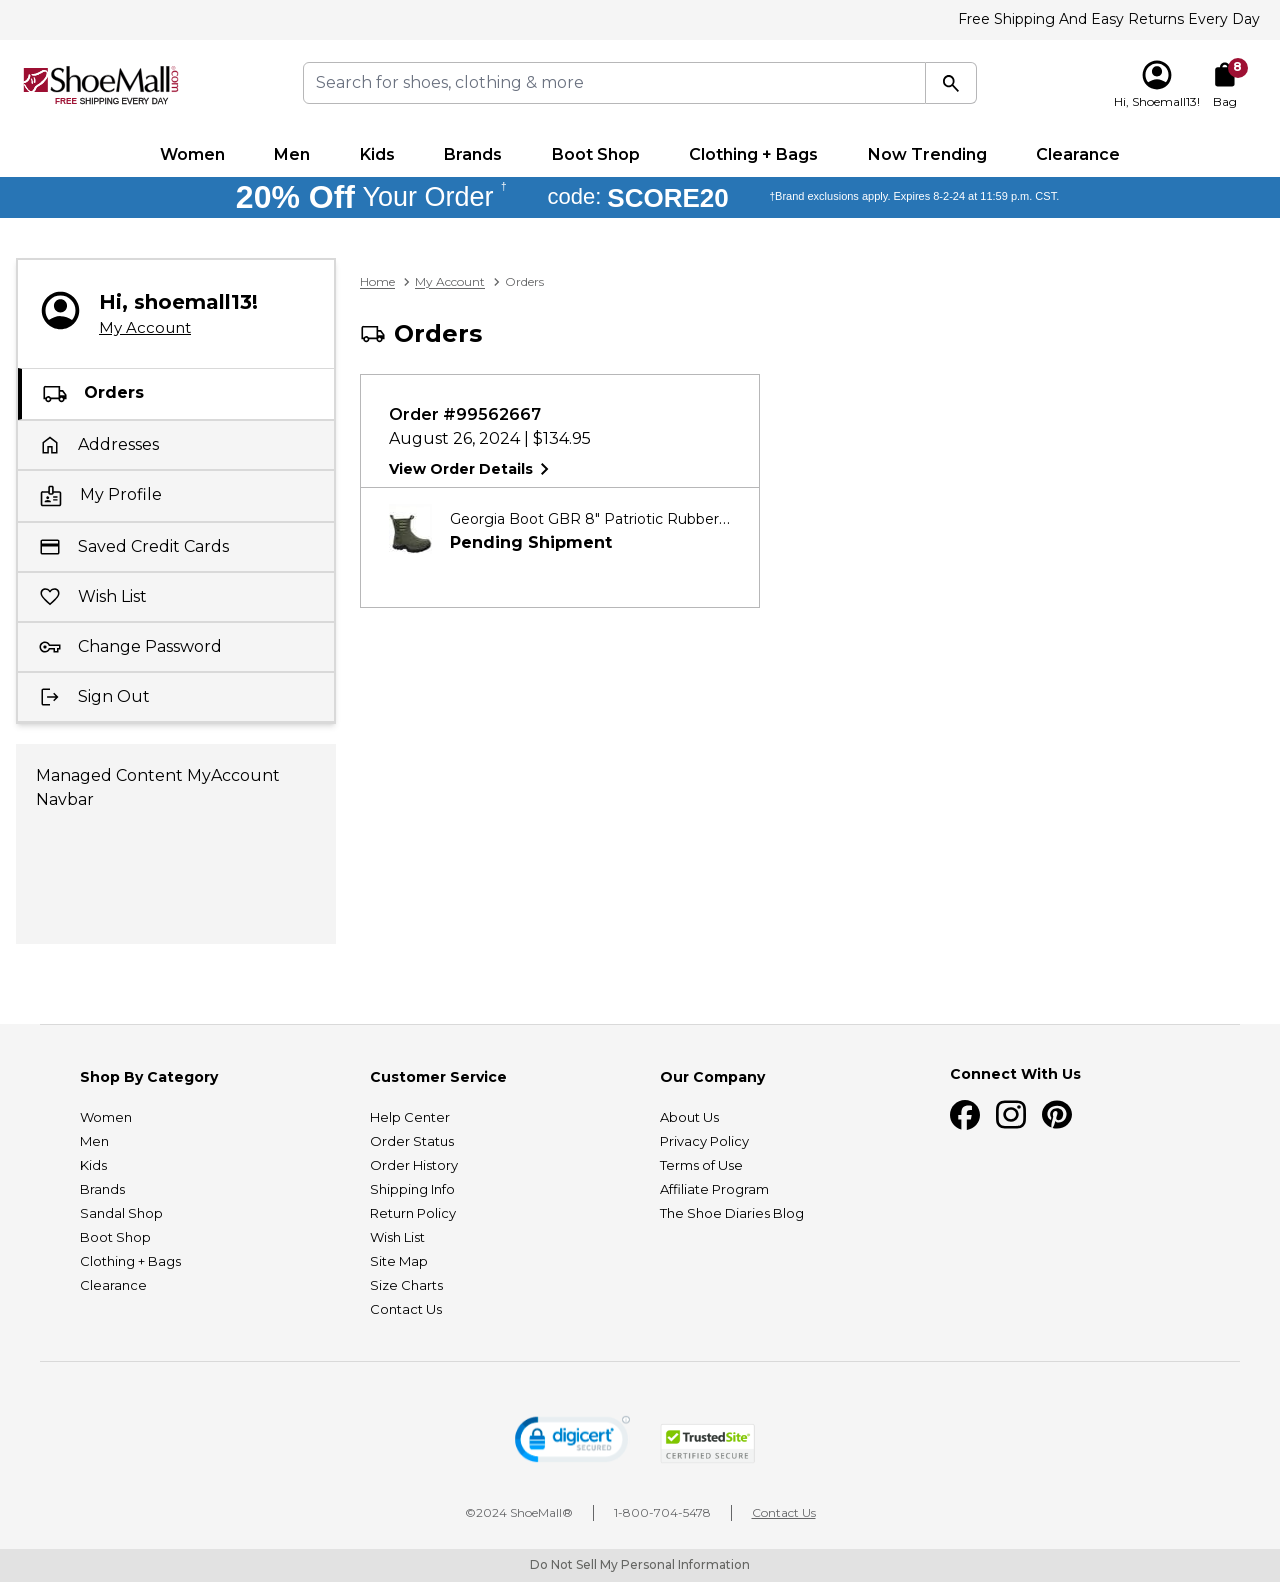 Free Shipping And Easy Returns Every Day
ShoeMall.com
FREE SHIPPING EVERY DAY
Search for shoes, clothing & more
8
Hi, Shoemall13!
Bag
Women
Men
Kids
Brands
Boot Shop
Clothing + Bags
Now Trending
Clearance
20% Off Your Order †
code: SCORE20
†Brand exclusions apply. Expires 8-2-24 at 11:59 p.m. CST.
Hi, shoemall13!
My Account
Orders
Addresses
My Profile
Saved Credit Cards
Wish List
Change Password
Sign Out
Managed Content MyAccount
Navbar
Home
My Account
Orders
Orders
Order #99562667
August 26, 2024 | $134.95
View Order Details
Georgia Boot GBR 8" Patriotic Rubber...
Pending Shipment
Shop By Category
Women
Men
Kids
Brands
Sandal Shop
Boot Shop
Clothing + Bags
Clearance
Customer Service
Help Center
Order Status
Order History
Shipping Info
Return Policy
Wish List
Site Map
Size Charts
Contact Us
Our Company
About Us
Privacy Policy
Terms of Use
Affiliate Program
The Shoe Diaries Blog
Connect With Us
digicert
SECURED
TrustedSite
CERTIFIED SECURE
©2024 ShoeMall®
1-800-704-5478
Contact Us
Do Not Sell My Personal Information